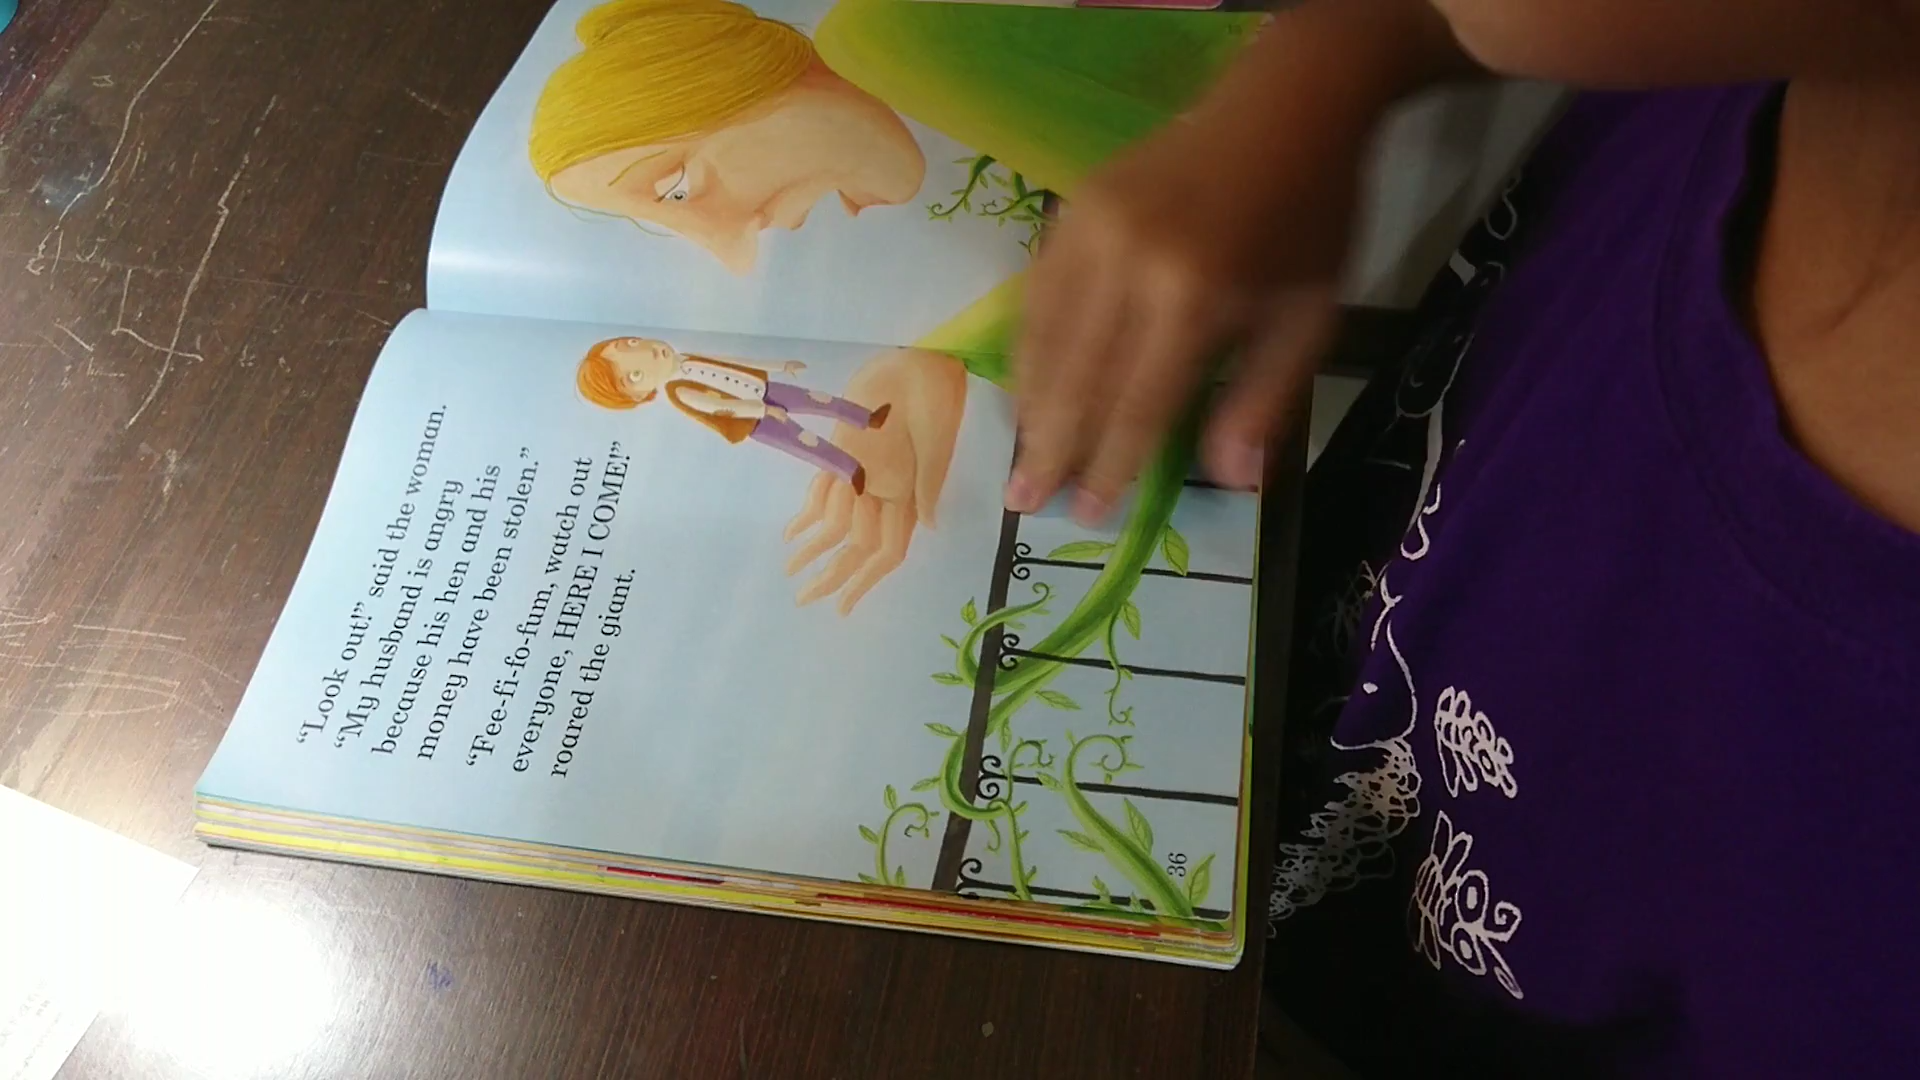 “Look out!” said the woman.
“My husband is angry
because his hen and his
money have been stolen.”
“Fee-fi-fo-fum, watch out
everyone, HERE I COME!”
roared the giant.
36